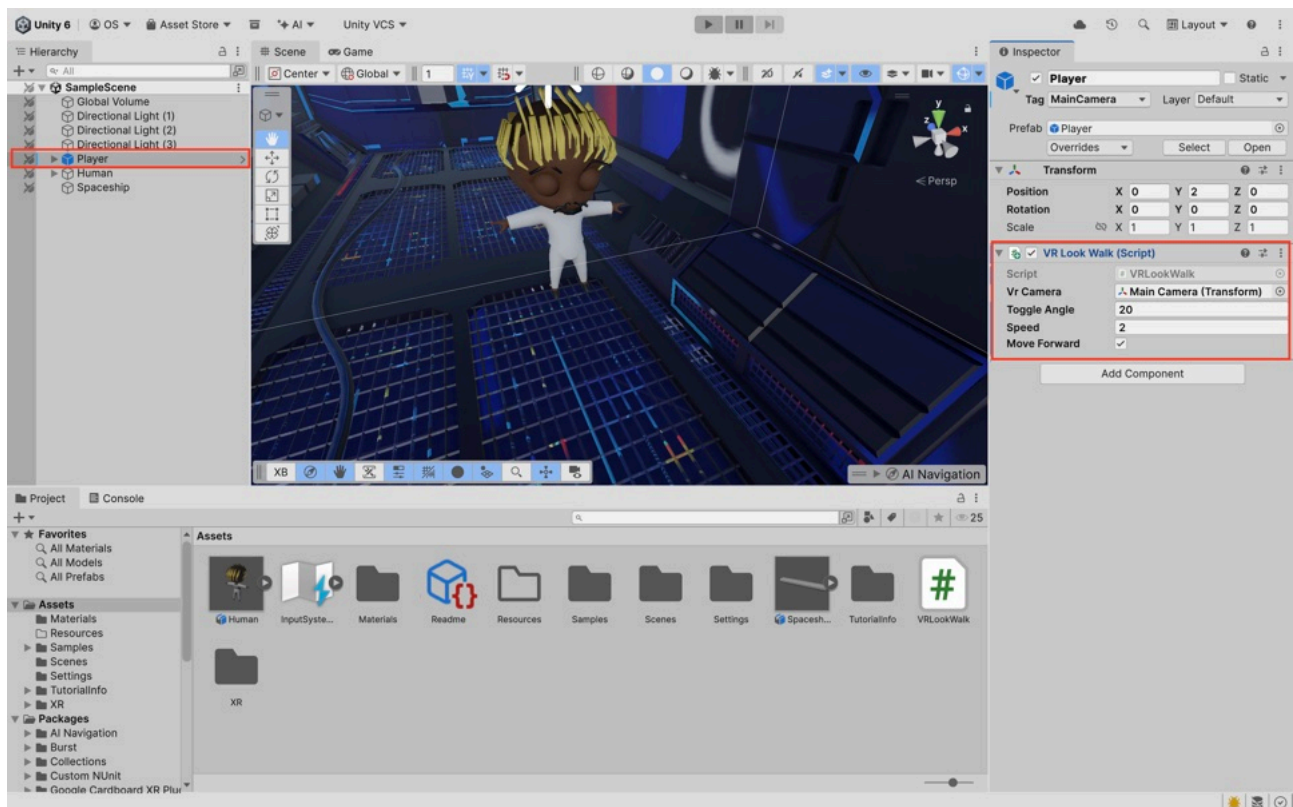 Unity 6 OS Asset Store AI Unity VCS Layout
Hierarchy
All
SampleScene
Global Volume
Directional Light (1)
Directional Light (2)
Directional Light (3)
Player
Human
Spaceship
Scene Game
Center Global 1
y
z x
Persp
XB
AI Navigation
Inspector
Player Static
Tag MainCamera Layer Default
Prefab Player
Overrides Select Open
Transform
Position X 0 Y 2 Z 0
Rotation X 0 Y 0 Z 0
Scale X 1 Y 1 Z 1
VR Look Walk (Script)
Script # VRLookWalk
Vr Camera Main Camera (Transform)
Toggle Angle 20
Speed 2
Move Forward
Add Component
Project Console
25
Favorites
All Materials
All Models
All Prefabs
Assets
Materials
Resources
Samples
Scenes
Settings
TutorialInfo
XR
Packages
AI Navigation
Burst
Collections
Custom NUnit
Google Cardboard XR Plu
Assets
Human InputSyste... Materials Readme Resources Samples Scenes Settings Spacesh... TutorialInfo VRLookWalk
XR